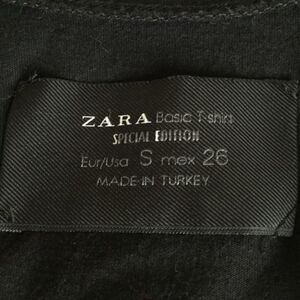 ZARA Basic T-shirt
SPECIAL EDITION
Eur/Usa S mex 26
MADE IN TURKEY